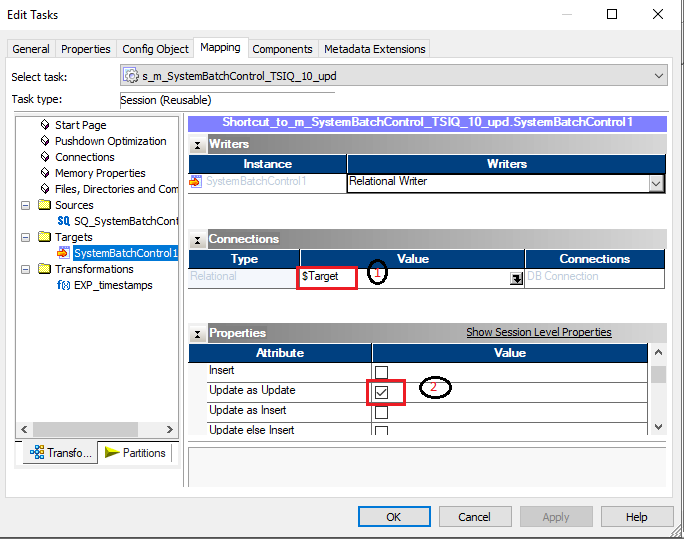 Edit Tasks
General Properties Config Object Mapping Components Metadata Extensions
Select task: s_m_SystemBatchControl_TSIQ_10_upd
Task type: Session (Reusable)
Start Page
Pushdown Optimization
Connections
Memory Properties
Files, Directories and Com
Sources
SQ SQ_SystemBatchCont
Targets
SystemBatchControl1
Transformations
f(x) EXP_timestamps
Transfo... Partitions
Shortcut_to_m_SystemBatchControl_TSIQ_10_upd.SystemBatchControl1
Writers
Instance Writers
SystemBatchControl1 Relational Writer
Connections
Type Value Connections
Relational $Target 1 DB Connection
Properties Show Session Level Properties
Attribute Value
Insert
Update as Update 2
Update as Insert
Update else Insert
OK Cancel Apply Help